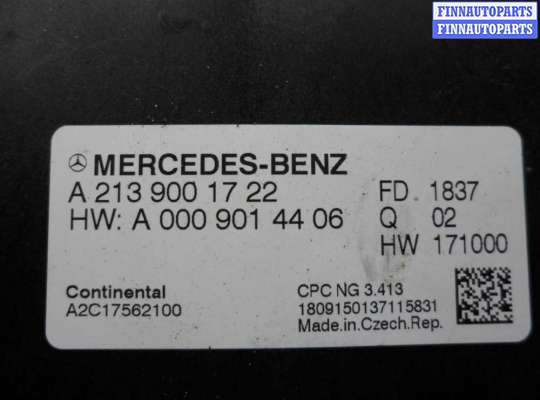 FINNAUTOPARTS
FINNAUTOPARTS
MERCEDES-BENZ
A 213 900 17 22
HW: A 000 901 44 06
FD . 1837
Q 02
HW 171000
Continental
A2C17562100
CPC NG 3.413
1809150137115831
Made.in.Czech.Rep.